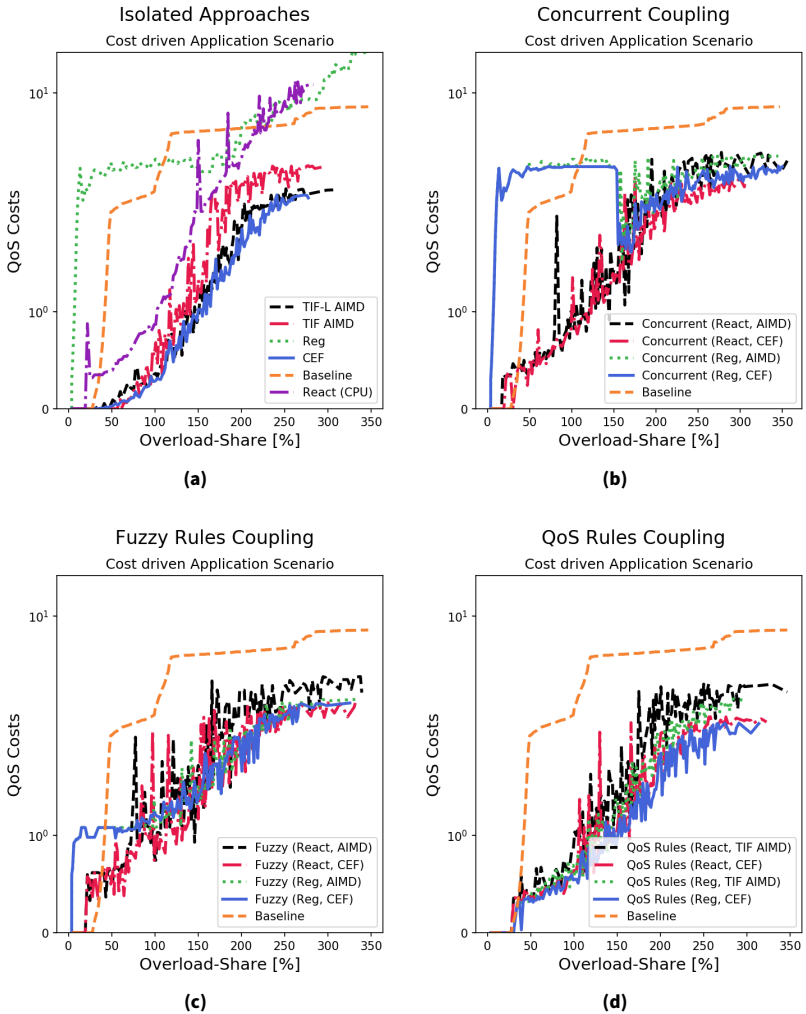 Isolated Approaches
Cost driven Application Scenario
10¹
10⁰
0
QoS Costs
TIF-L AIMD
TIF AIMD
Reg
CEF
Baseline
React (CPU)
0 50 100 150 200 250 300 350
Overload-Share [%]
(a)
Concurrent Coupling
Cost driven Application Scenario
10¹
10⁰
0
QoS Costs
Concurrent (React, AIMD)
Concurrent (React, CEF)
Concurrent (Reg, AIMD)
Concurrent (Reg, CEF)
Baseline
0 50 100 150 200 250 300 350
Overload-Share [%]
(b)
Fuzzy Rules Coupling
Cost driven Application Scenario
10¹
10⁰
0
QoS Costs
Fuzzy (React, AIMD)
Fuzzy (React, CEF)
Fuzzy (Reg, AIMD)
Fuzzy (Reg, CEF)
Baseline
0 50 100 150 200 250 300 350
Overload-Share [%]
(c)
QoS Rules Coupling
Cost driven Application Scenario
10¹
10⁰
0
QoS Costs
QoS Rules (React, TIF AIMD)
QoS Rules (React, CEF)
QoS Rules (Reg, TIF AIMD)
QoS Rules (Reg, CEF)
Baseline
0 50 100 150 200 250 300 350
Overload-Share [%]
(d)